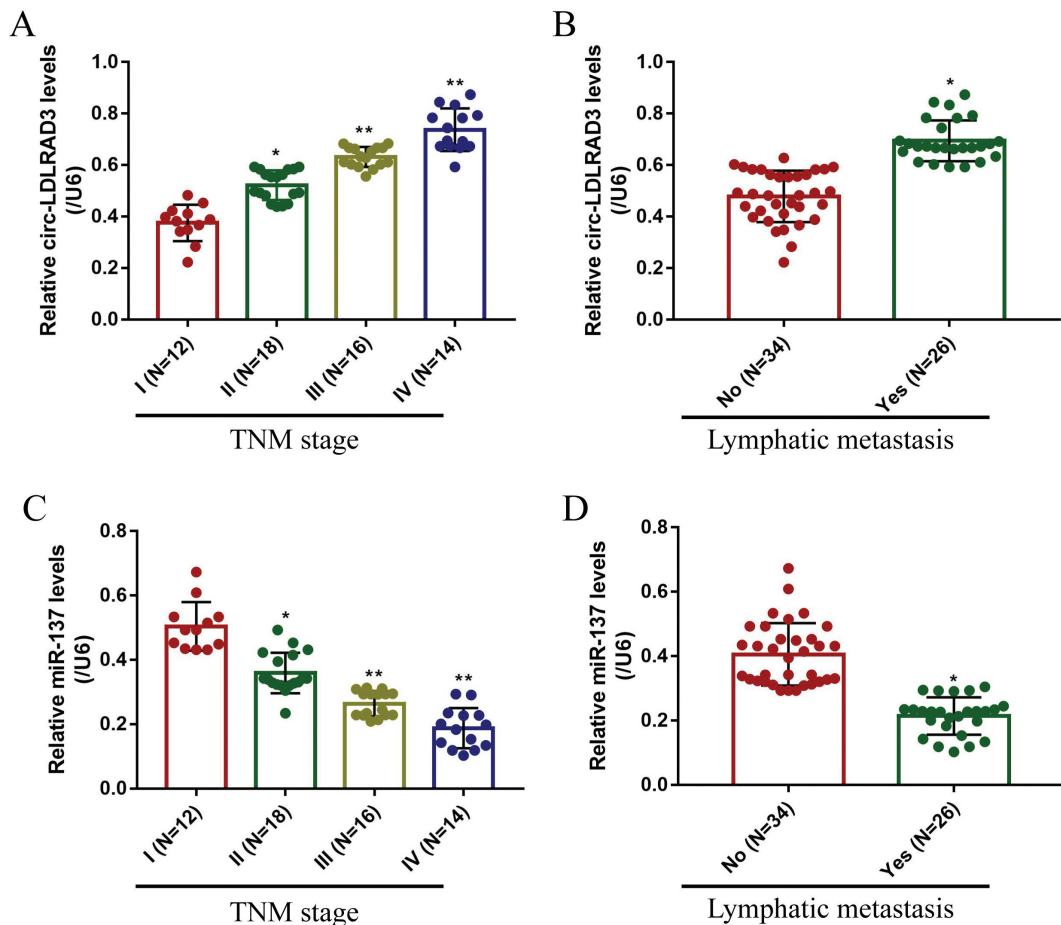 A
Relative circ-LDLRAD3 levels
(/U6)
1.0
0.8
0.6
0.4
0.2
0.0
*
**
**
I (N=12)
II (N=18)
III (N=16)
IV (N=14)
TNM stage
B
Relative circ-LDLRAD3 levels
(/U6)
1.0
0.8
0.6
0.4
0.2
0.0
*
No (N=34)
Yes (N=26)
Lymphatic metastasis
C
Relative miR-137 levels
(/U6)
0.8
0.6
0.4
0.2
0.0
*
**
**
I (N=12)
II (N=18)
III (N=16)
IV (N=14)
TNM stage
D
Relative miR-137 levels
(/U6)
0.8
0.6
0.4
0.2
0.0
*
No (N=34)
Yes (N=26)
Lymphatic metastasis